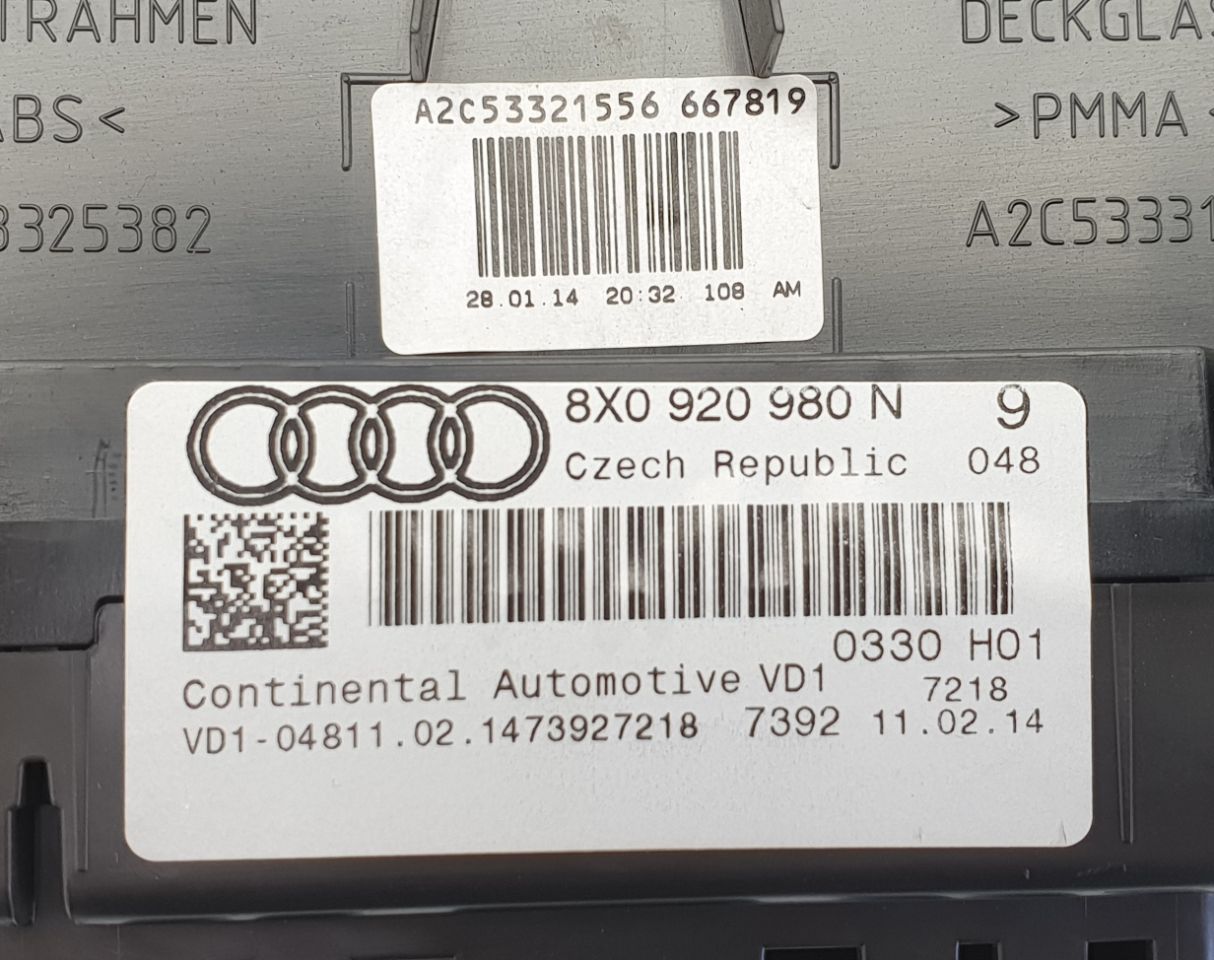 TRAHMEN
DECKGLAS
ABS<
>PMMA<
3325382
A2C53331
A2C53321556 667819
28.01.14 20:32 108 AM
8X0 920 980 N 9
Czech Republic 048
0330 H01
Continental Automotive VD1 7218
VD1-04811.02.1473927218 7392 11.02.14